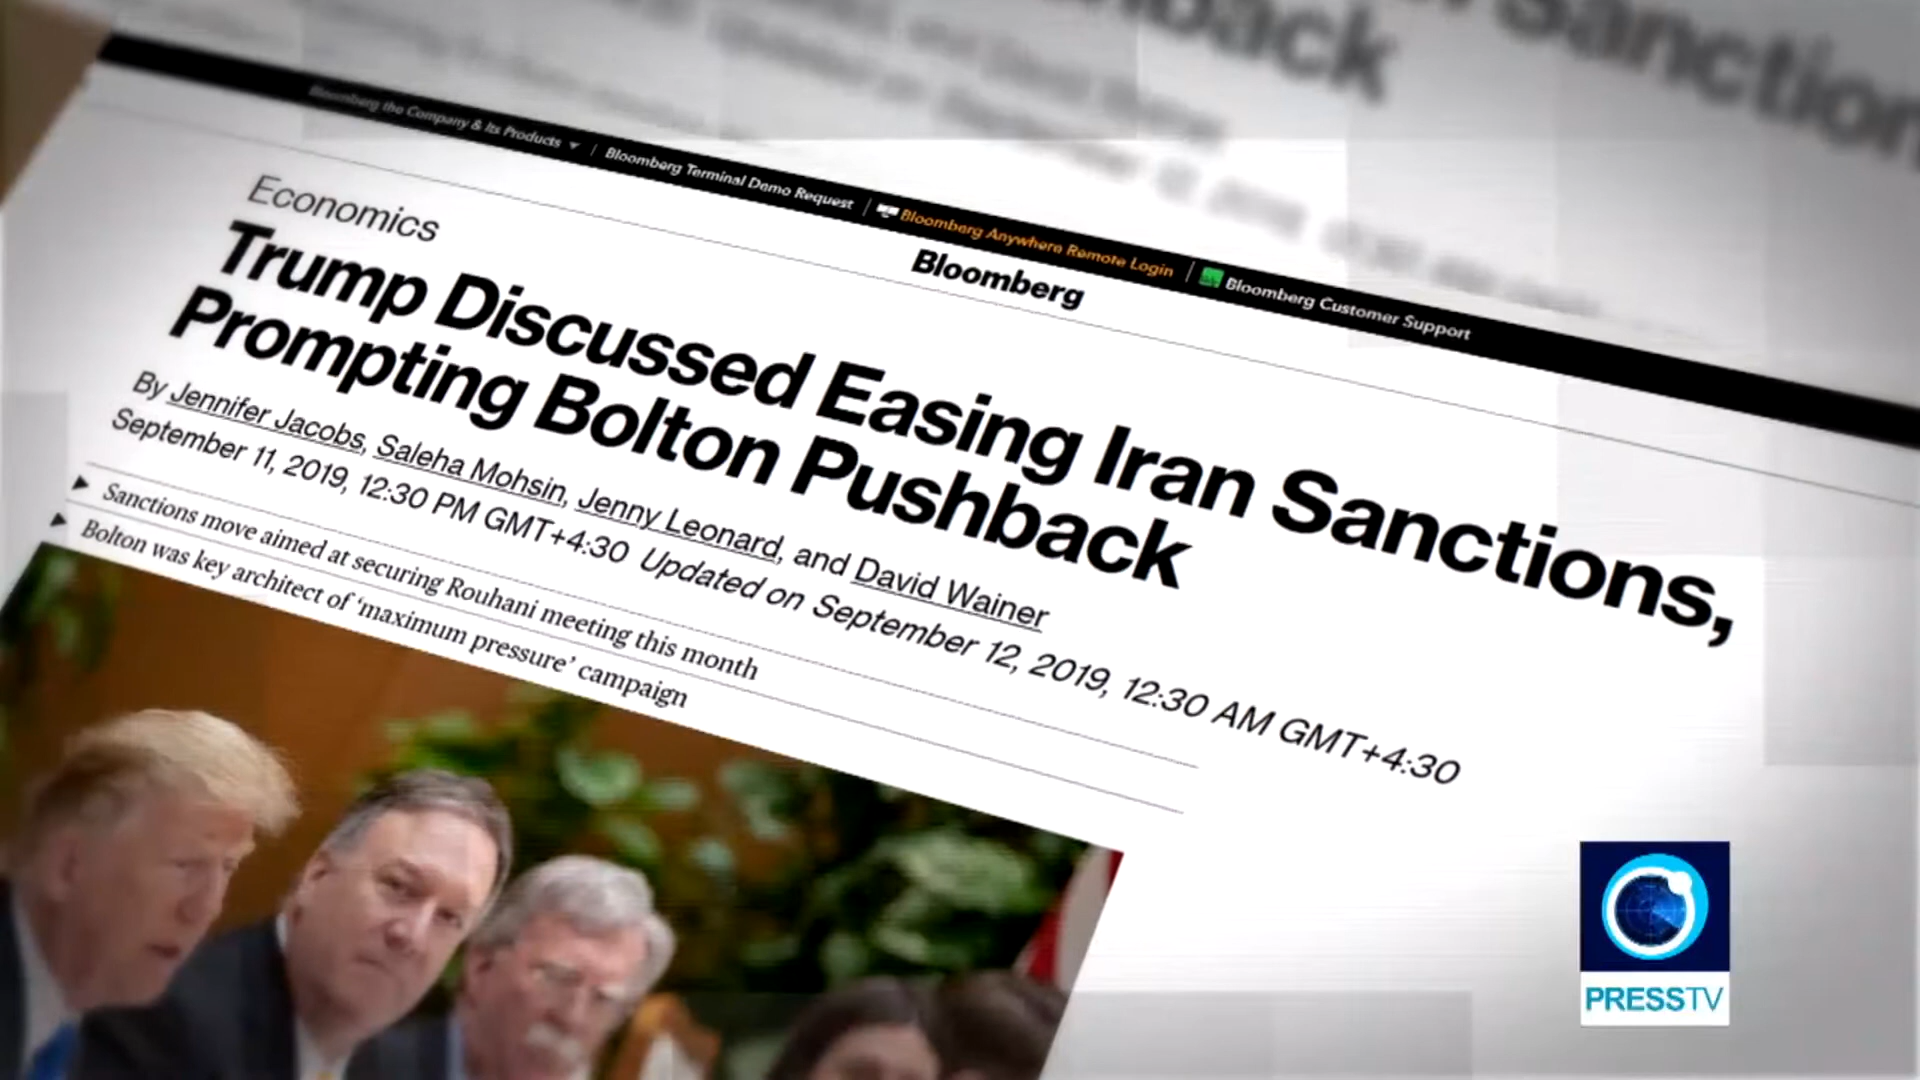 back
Sanction
Bloomberg the Company & Its Products
Bloomberg Terminal Demo Request
Bloomberg Anywhere Remote Login
Bloomberg Customer Support
Economics
Bloomberg
Trump Discussed Easing Iran Sanctions,
Prompting Bolton Pushback
By Jennifer Jacobs, Saleha Mohsin, Jenny Leonard, and David Wainer
September 11, 2019, 12:30 PM GMT+4:30 Updated on September 12, 2019, 12:30 AM GMT+4:30
Sanctions move aimed at securing Rouhani meeting this month
Bolton was key architect of ‘maximum pressure’ campaign
PRESSTV